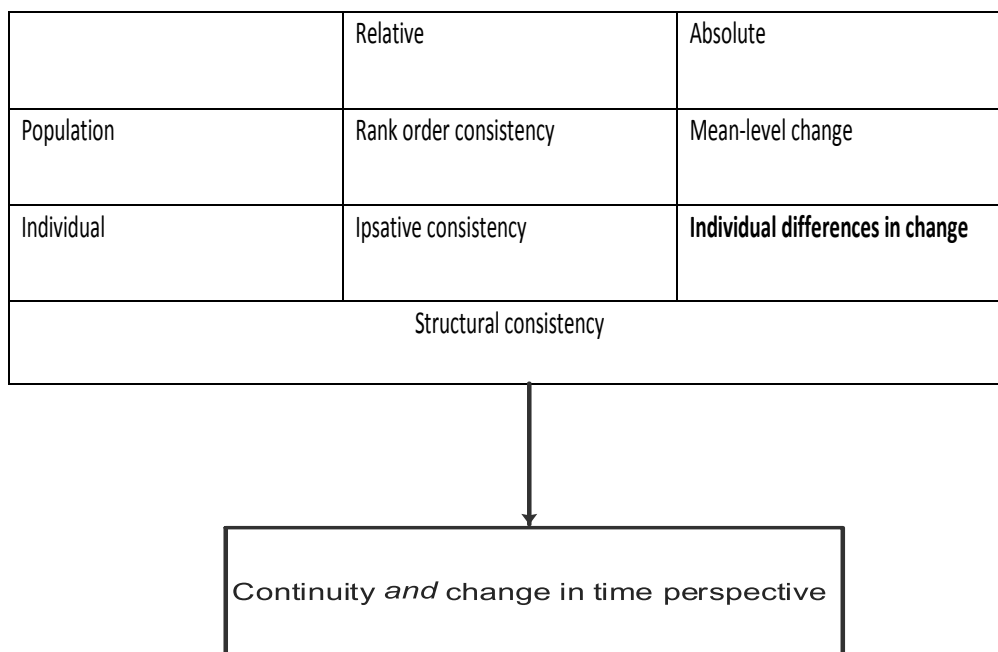 Relative Absolute
Population Rank order consistency Mean-level change
Individual Ipsative consistency Individual differences in change
Structural consistency
Continuity and change in time perspective